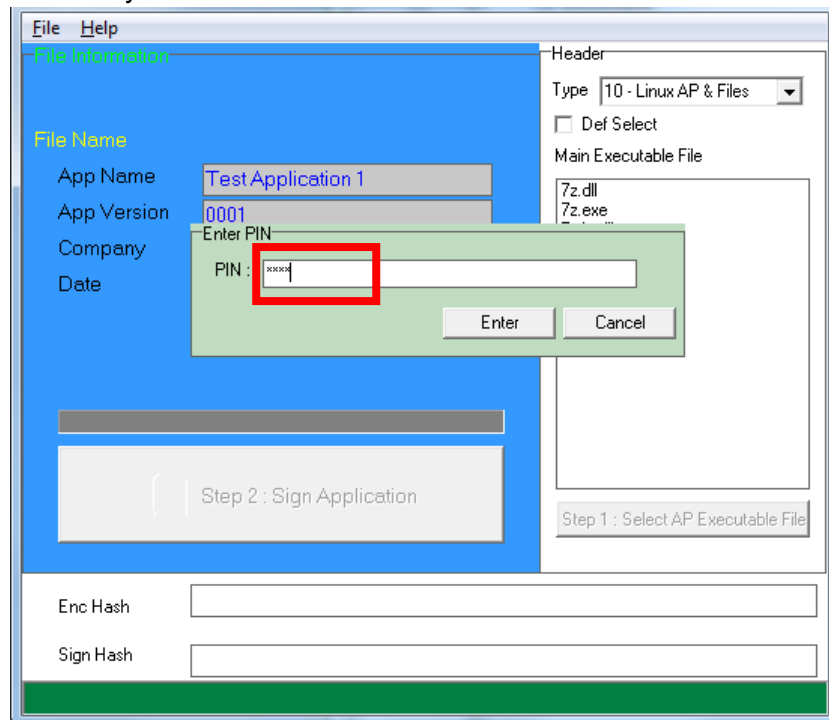 File Help
File Information
File Name
App Name Test Application 1
App Version 0001
Company
Date
Header
Type 10 - Linux AP & Files
Def Select
Main Executable File
7z.dll
7z.exe
Enter PIN
PIN : ****
Enter Cancel
Step 2 : Sign Application
Step 1 : Select AP Executable File
Enc Hash
Sign Hash